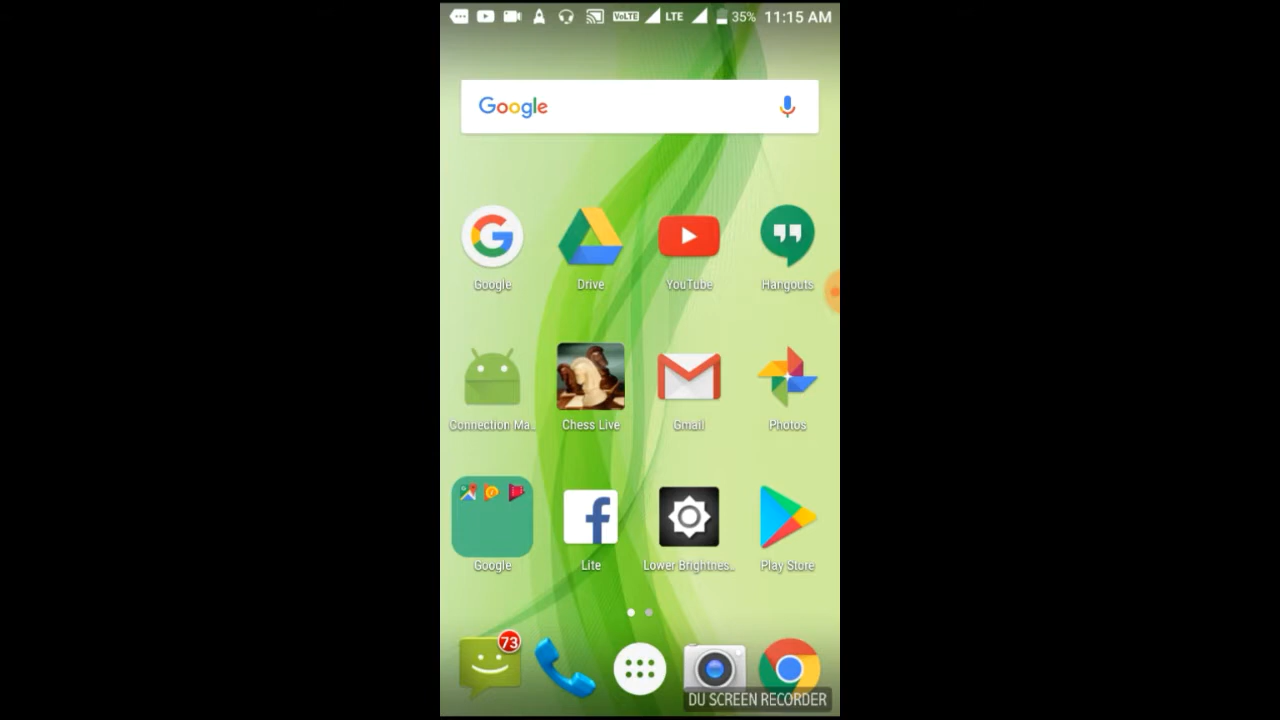 VoLTE LTE 35% 11:15 AM
Google
Google Drive YouTube Hangouts
Connection Ma.. Chess Live Gmail Photos
Google Lite Lower Brightnes.. Play Store
73
DU SCREEN RECORDER